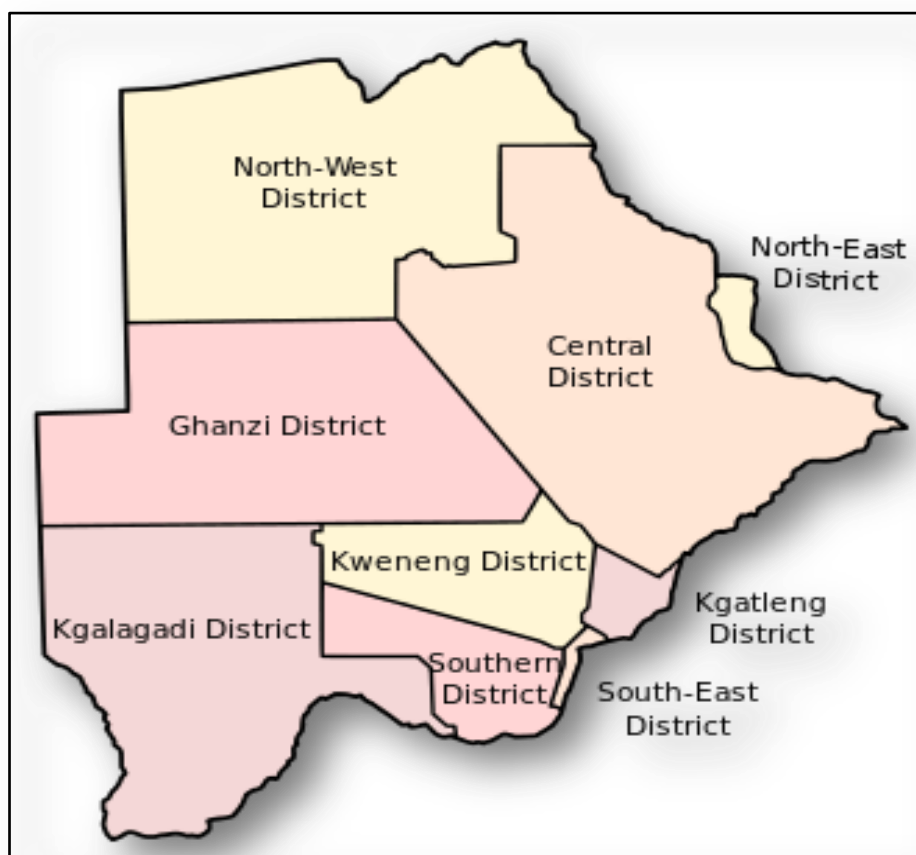 North-West
District
North-East
District
Central
District
Ghanzi District
Kweneng District
Kgatleng
District
Kgalagadi District
Southern
District
South-East
District